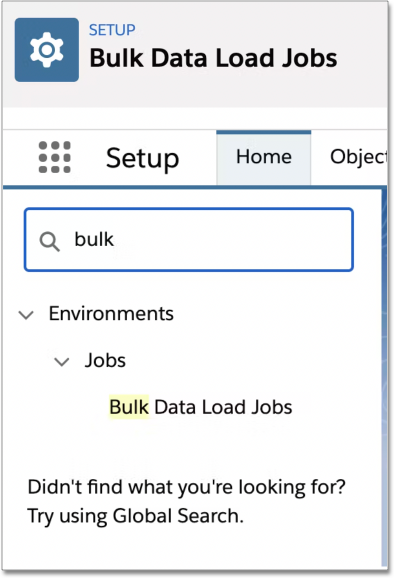 SETUP
Bulk Data Load Jobs
Setup
Home
Object
bulk
Environments
Jobs
Bulk Data Load Jobs
Didn't find what you're looking for?
Try using Global Search.